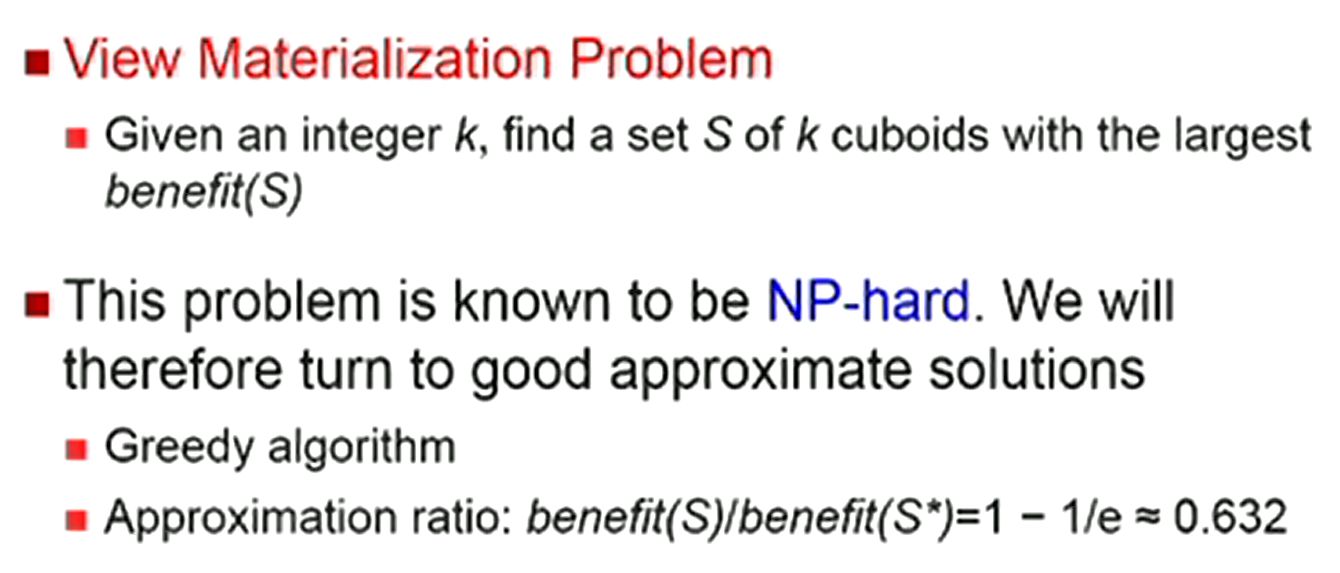 View Materialization Problem
Given an integer k, find a set S of k cuboids with the largest
benefit(S)
This problem is known to be NP-hard. We will
therefore turn to good approximate solutions
Greedy algorithm
Approximation ratio: benefit(S)/benefit(S*)=1 − 1/e ≈ 0.632